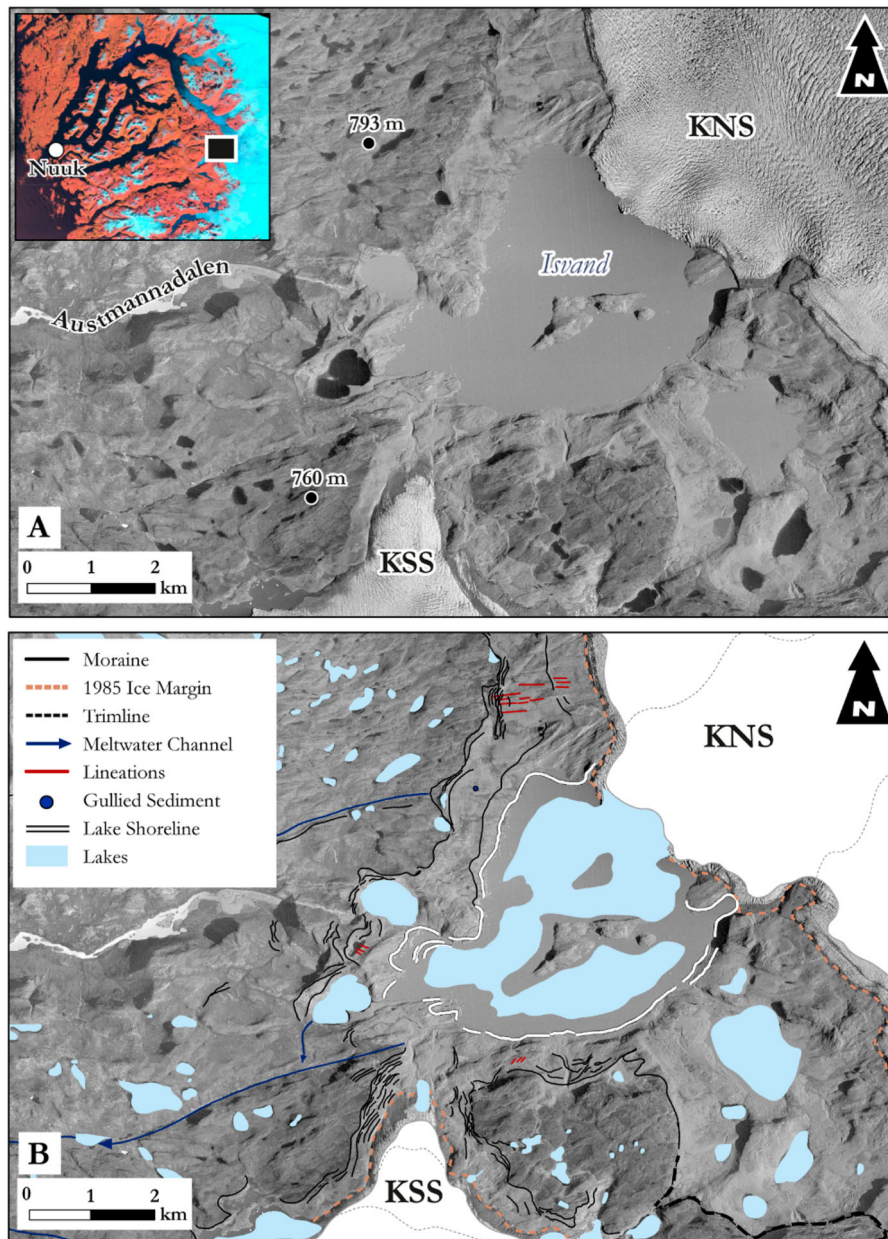 Nuuk
793 m
KNS
N
Isvand
Austmannadalen
760 m
A
KSS
0 1 2
km
Moraine
1985 Ice Margin
Trimline
Meltwater Channel
Lineations
Gullied Sediment
Lake Shoreline
Lakes
KNS
N
B
KSS
0 1 2
km